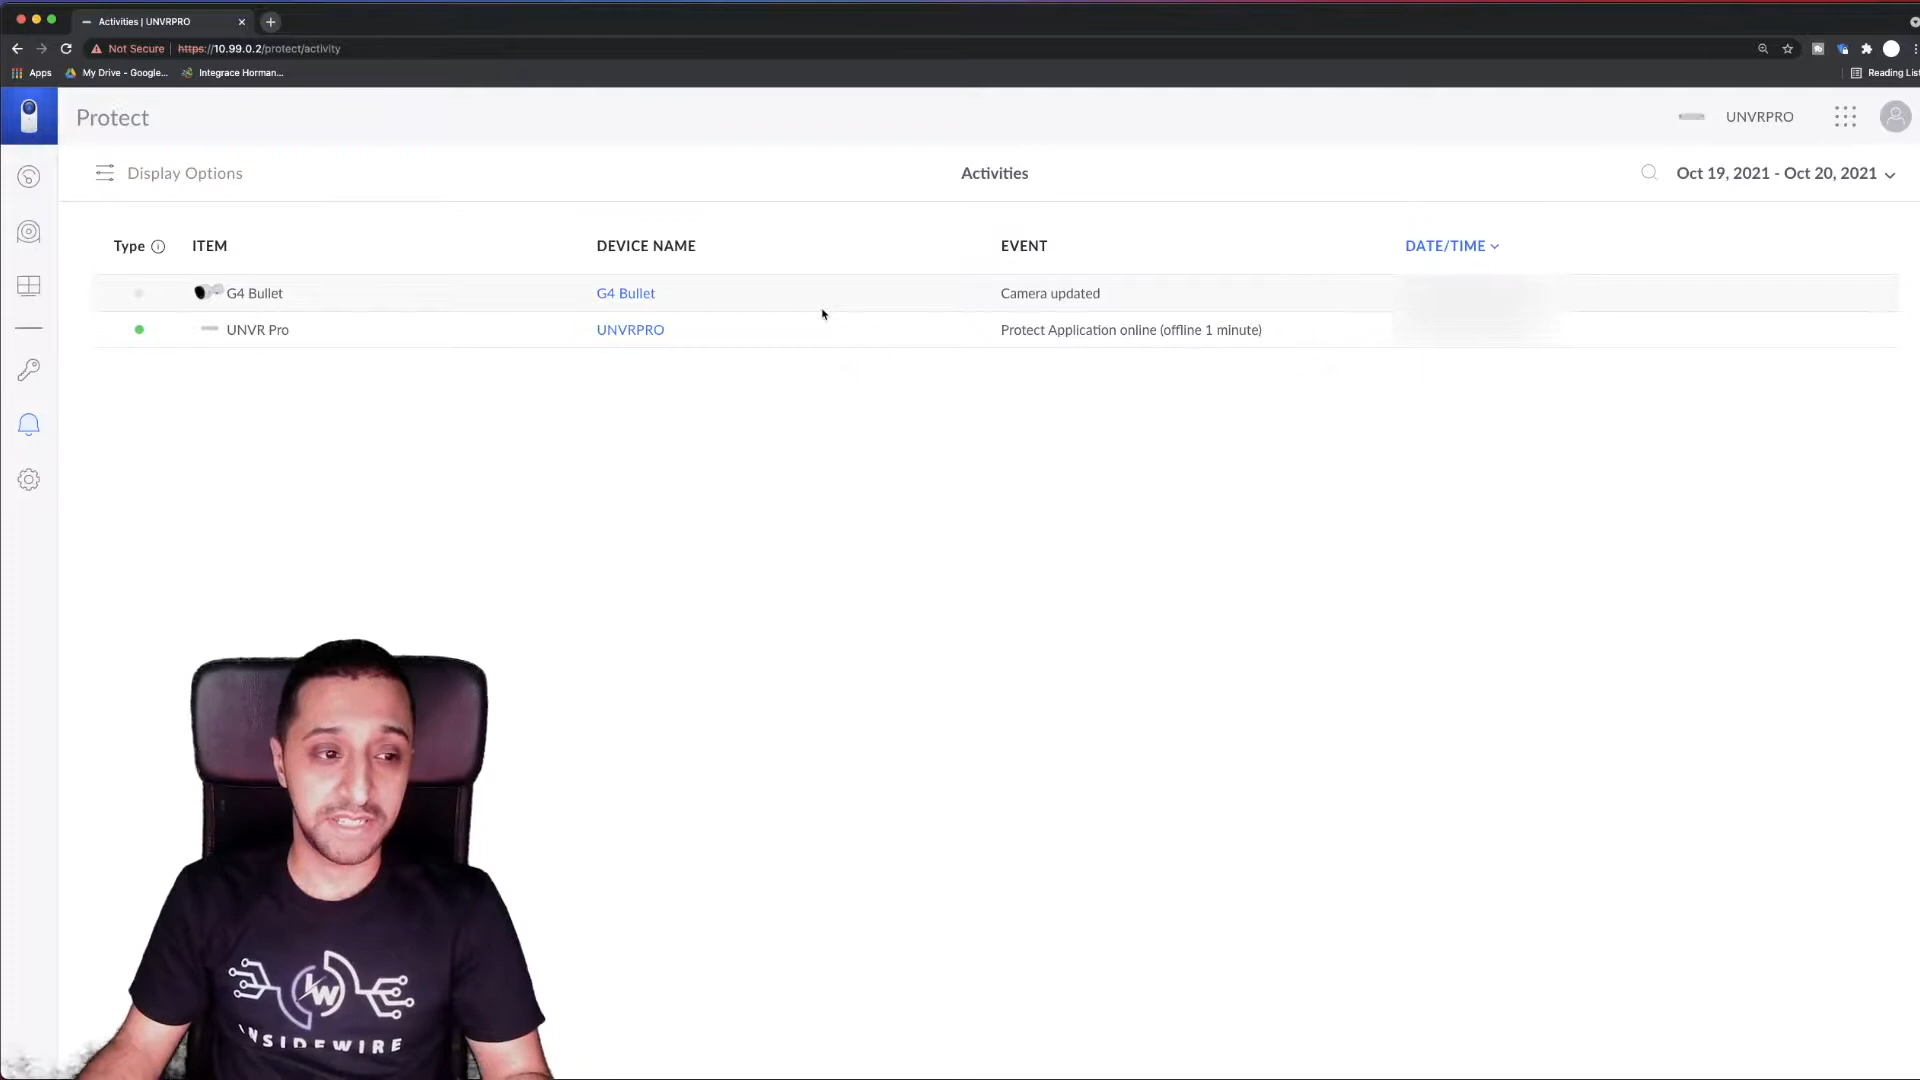 Activities | UNVRPRO
Not Secure | https://10.99.0.2/protect/activity
Apps My Drive - Google... Integrace Horman... Reading List
Protect UNVRPRO
Display Options Activities Oct 19, 2021 - Oct 20, 2021
Type ITEM DEVICE NAME EVENT DATE/TIME
G4 Bullet G4 Bullet Camera updated
UNVR Pro UNVRPRO Protect Application online (offline 1 minute)
IW
INSIDEWIRE